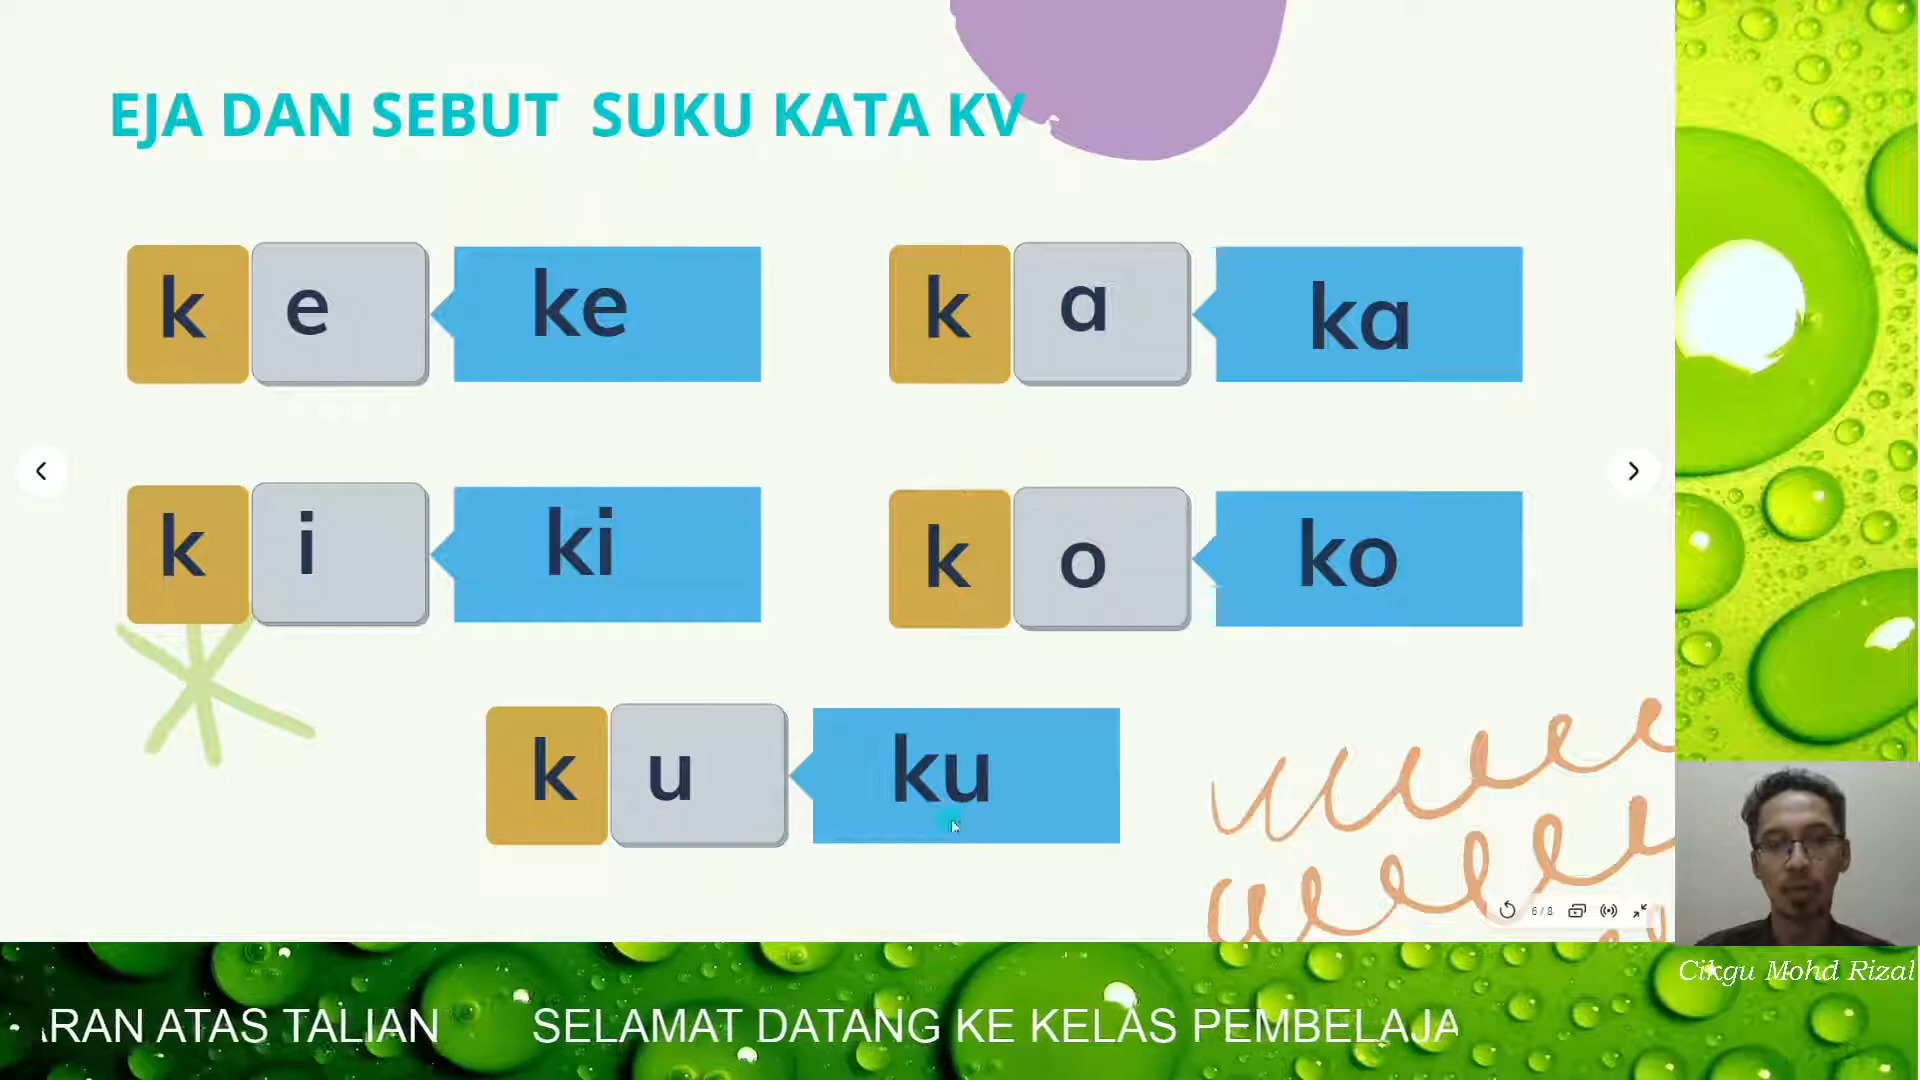 EJA DAN SEBUT SUKU KATA KV
k e ke
k a ka
k i ki
k o ko
k u ku
6 / 8
Cikgu Mohd Rizal
RAN ATAS TALIAN SELAMAT DATANG KE KELAS PEMBELAJA